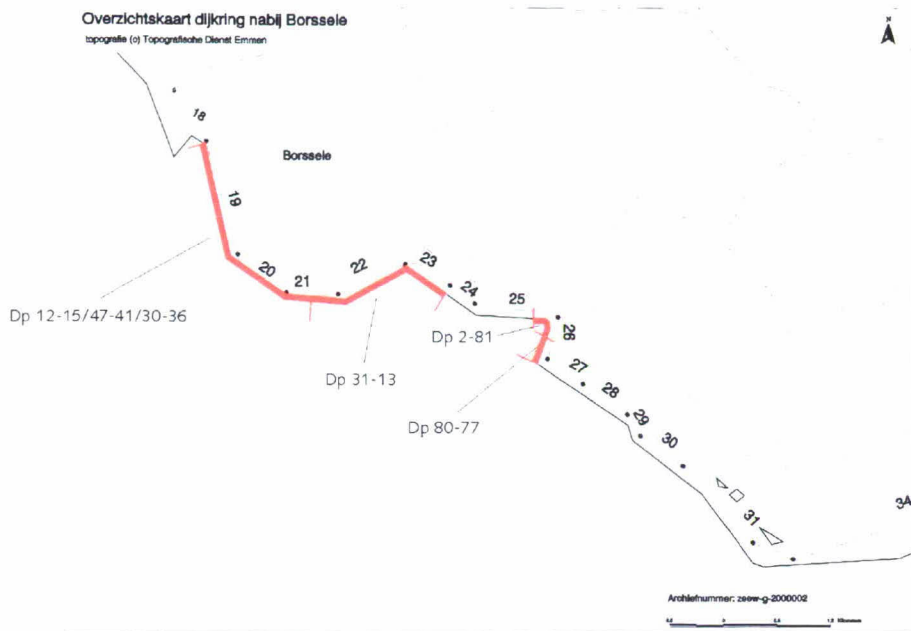 Overzichtskaart dijkring nabij Borssele
topografie (c) Topografische Dienst Emmen
N
18
Borssele
19
20
21
22
23
24
25
26
27
28
29
30
31
3A
Dp 12-15/47-41/30-36
Dp 31-13
Dp 2-81
Dp 80-77
Archiefnummer: zeew-g-2000002